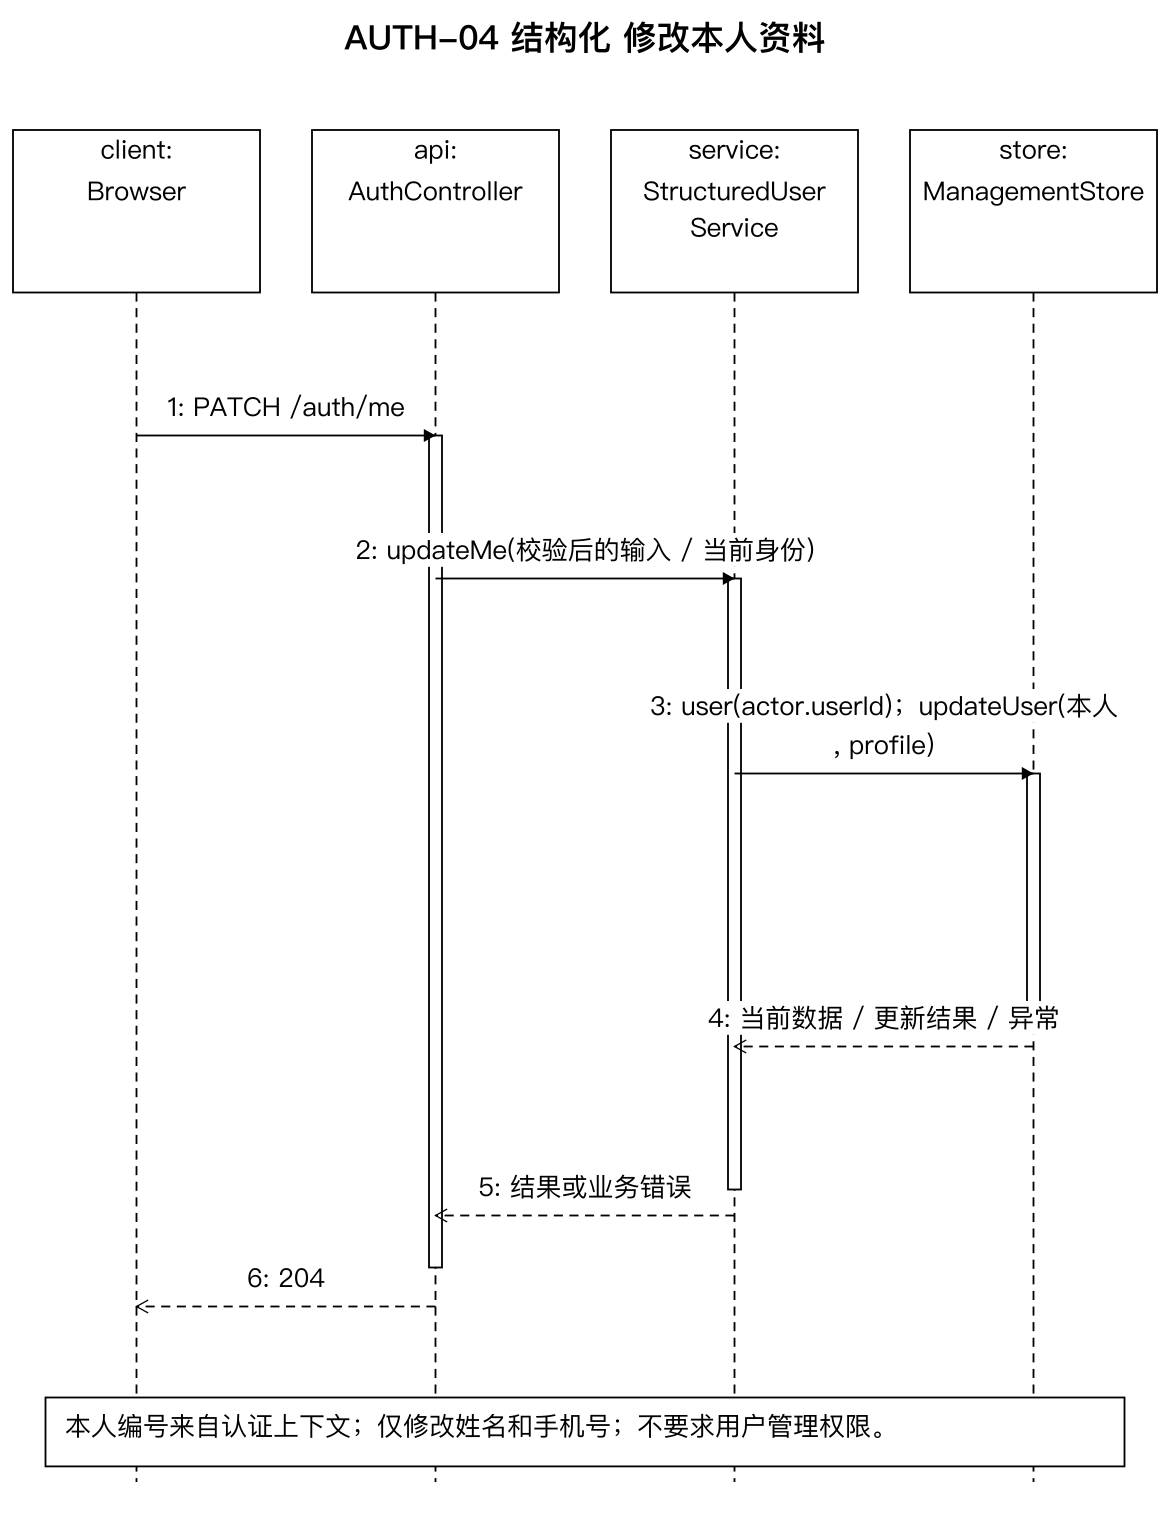 AUTH-04 结构化 修改本人资料
client:
Browser
api:
AuthController
service:
StructuredUser
Service
store:
ManagementStore
1: PATCH /auth/me
2: updateMe(校验后的输入 / 当前身份)
3: user(actor.userId)；updateUser(本人
, profile)
4: 当前数据 / 更新结果 / 异常
5: 结果或业务错误
6: 204
本人编号来自认证上下文；仅修改姓名和手机号；不要求用户管理权限。